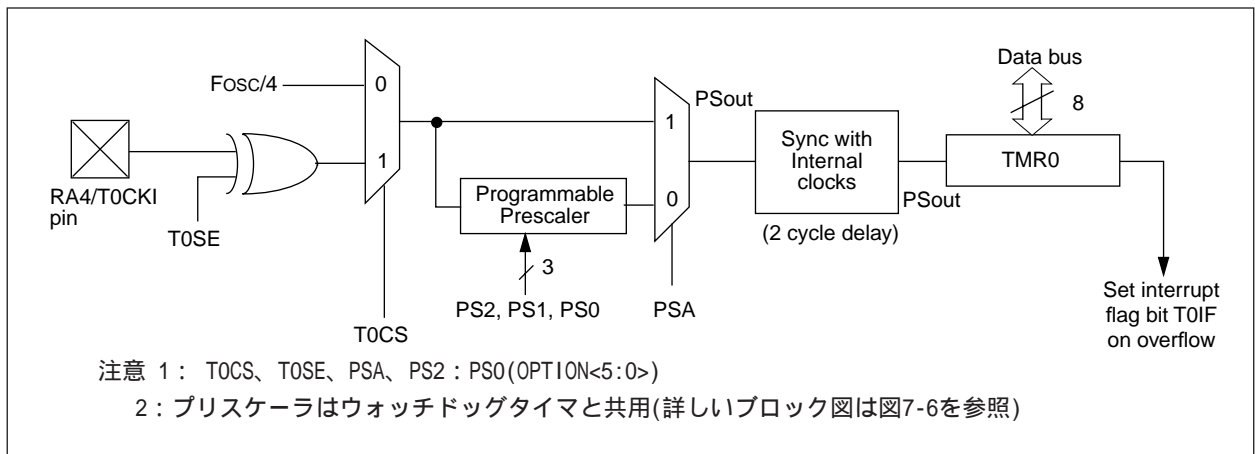 Data bus
8
FOSC/4
0
1
RA4/T0CKI
pin
T0SE
T0CS
Programmable
Prescaler
3
PS2, PS1, PS0
1
0
PSA
PSout
Sync with
Internal
clocks
(2 cycle delay)
PSout
TMR0
Set interrupt
flag bit T0IF
on overflow
注意 1： T0CS、T0SE、PSA、PS2：PS0(OPTION<5:0>)
2：プリスケーラはウォッチドッグタイマと共用(詳しいブロック図は図7-6を参照)